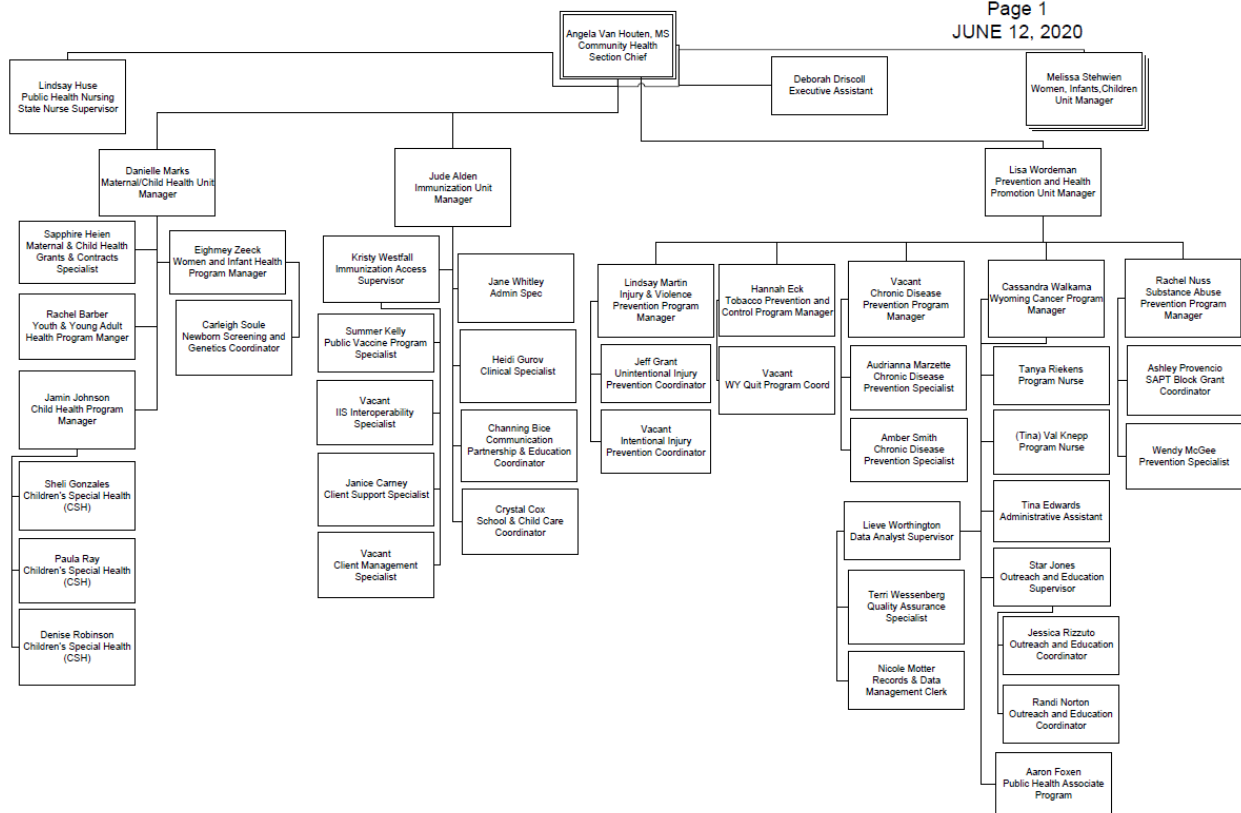 Page 1
JUNE 12, 2020
Angela Van Houten, MS
Community Health
Section Chief
Lindsay Huse
Public Health Nursing
State Nurse Supervisor
Deborah Driscoll
Executive Assistant
Melissa Stehwien
Women, Infants,Children
Unit Manager
Danielle Marks
Maternal/Child Health Unit
Manager
Jude Alden
Immunization Unit
Manager
Lisa Wordeman
Prevention and Health
Promotion Unit Manager
Sapphire Heien
Maternal & Child Health
Grants & Contracts
Specialist
Eighmey Zeeck
Women and Infant Health
Program Manager
Rachel Barber
Youth & Young Adult
Health Program Manger
Carleigh Soule
Newborn Screening and
Genetics Coordinator
Jamin Johnson
Child Health Program
Manager
Sheli Gonzales
Children's Special Health
(CSH)
Paula Ray
Children's Special Health
(CSH)
Denise Robinson
Children's Special Health
(CSH)
Kristy Westfall
Immunization Access
Supervisor
Summer Kelly
Public Vaccine Program
Specialist
Vacant
IIS Interoperability
Specialist
Janice Carney
Client Support Specialist
Vacant
Client Management
Specialist
Jane Whitley
Admin Spec
Heidi Gurov
Clinical Specialist
Channing Bice
Communication
Partnership & Education
Coordinator
Crystal Cox
School & Child Care
Coordinator
Lindsay Martin
Injury & Violence
Prevention Program
Manager
Jeff Grant
Unintentional Injury
Prevention Coordinator
Vacant
Intentional Injury
Prevention Coordinator
Hannah Eck
Tobacco Prevention and
Control Program Manager
Vacant
WY Quit Program Coord
Vacant
Chronic Disease
Prevention Program
Manager
Audrianna Marzette
Chronic Disease
Prevention Specialist
Amber Smith
Chronic Disease
Prevention Specialist
Cassandra Walkama
Wyoming Cancer Program
Manager
Tanya Riekens
Program Nurse
(Tina) Val Knepp
Program Nurse
Tina Edwards
Administrative Assistant
Lieve Worthington
Data Analyst Supervisor
Terri Wessenberg
Quality Assurance
Specialist
Nicole Motter
Records & Data
Management Clerk
Star Jones
Outreach and Education
Supervisor
Jessica Rizzuto
Outreach and Education
Coordinator
Randi Norton
Outreach and Education
Coordinator
Aaron Foxen
Public Health Associate
Program
Rachel Nuss
Substance Abuse
Prevention Program
Manager
Ashley Provencio
SAPT Block Grant
Coordinator
Wendy McGee
Prevention Specialist